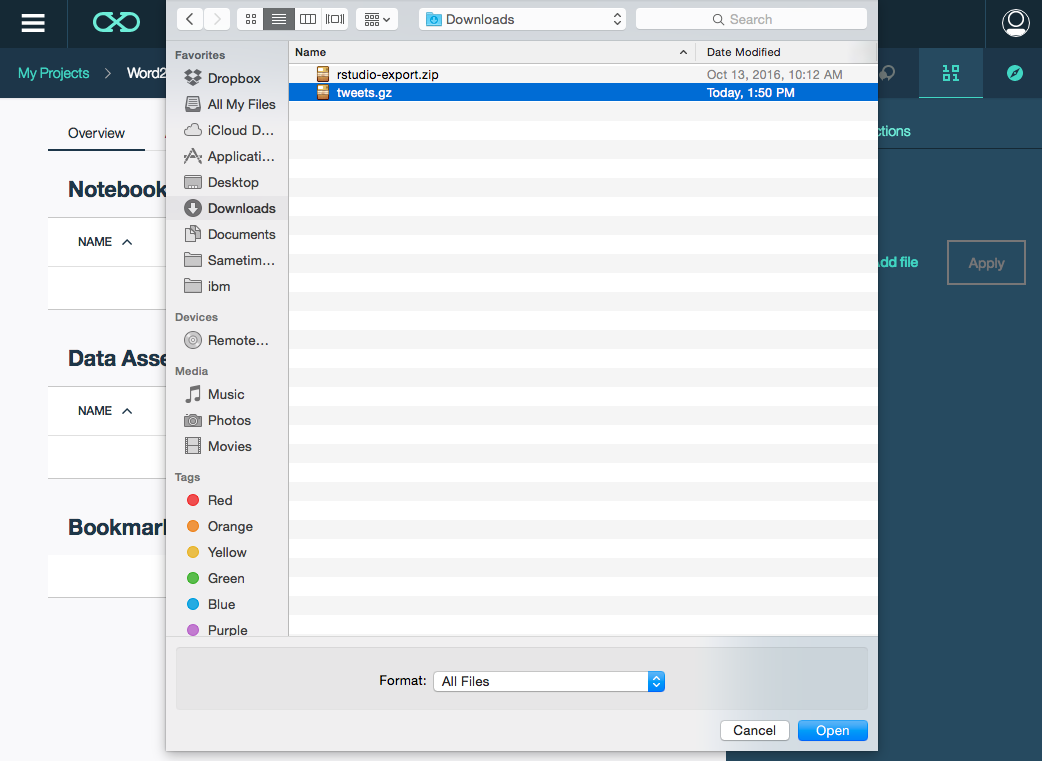 Downloads
Search
My Projects > Word2
Overview
Notebook
NAME
Data Asse
NAME
Bookmark
Favorites
Dropbox
All My Files
iCloud D...
Applicati...
Desktop
Downloads
Documents
Sametim...
ibm
Devices
Remote...
Media
Music
Photos
Movies
Tags
Red
Orange
Yellow
Green
Blue
Purple
Name Date Modified
rstudio-export.zip Oct 13, 2016, 10:12 AM
tweets.gz Today, 1:50 PM
Format: All Files
Cancel Open
ctions
dd file Apply